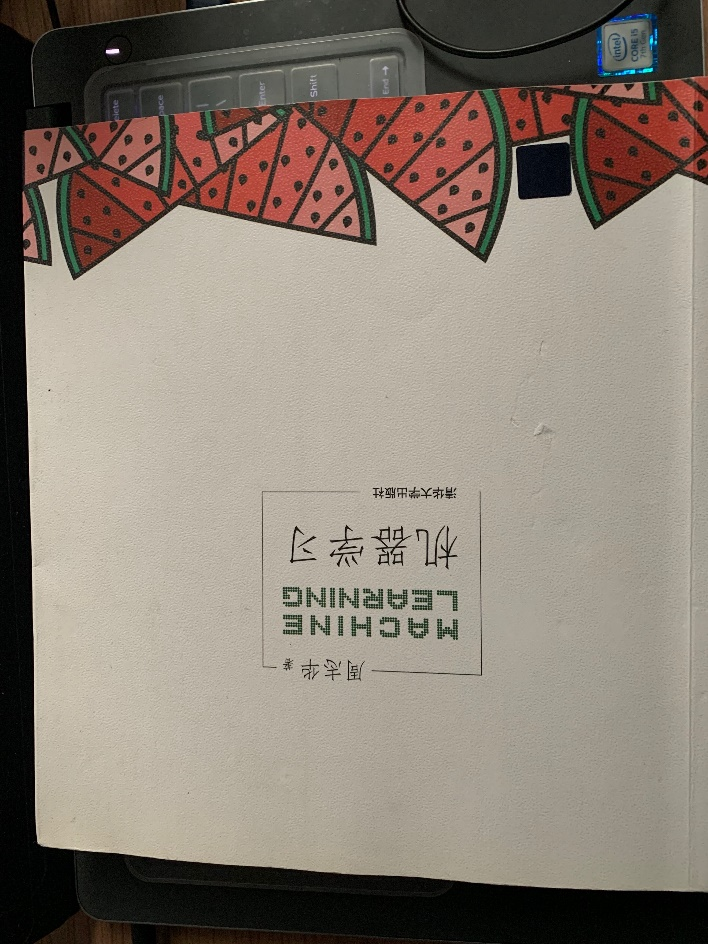 周志华 著
MACHINE
LEARNING
机器学习
清华大学出版社
intel
CORE i5
Delete
Enter
Shift
End →